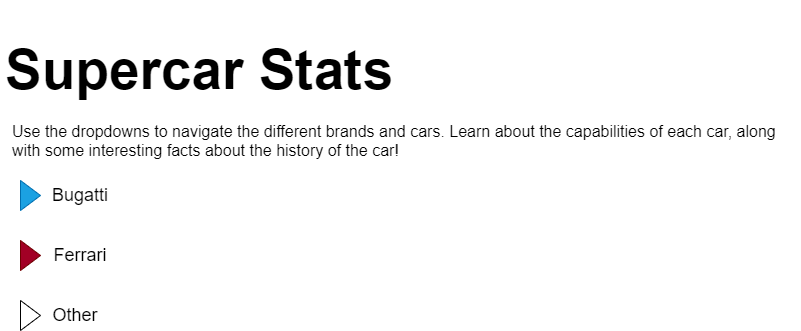 Supercar Stats
Use the dropdowns to navigate the different brands and cars. Learn about the capabilities of each car, along
with some interesting facts about the history of the car!
Bugatti
Ferrari
Other